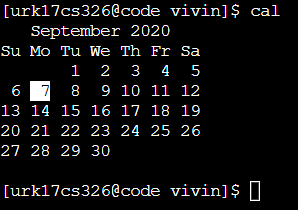 [urk17cs326@code vivin]$ cal
   September 2020
Su Mo Tu We Th Fr Sa
       1  2  3  4  5
 6  7  8  9 10 11 12
13 14 15 16 17 18 19
20 21 22 23 24 25 26
27 28 29 30
[urk17cs326@code vivin]$